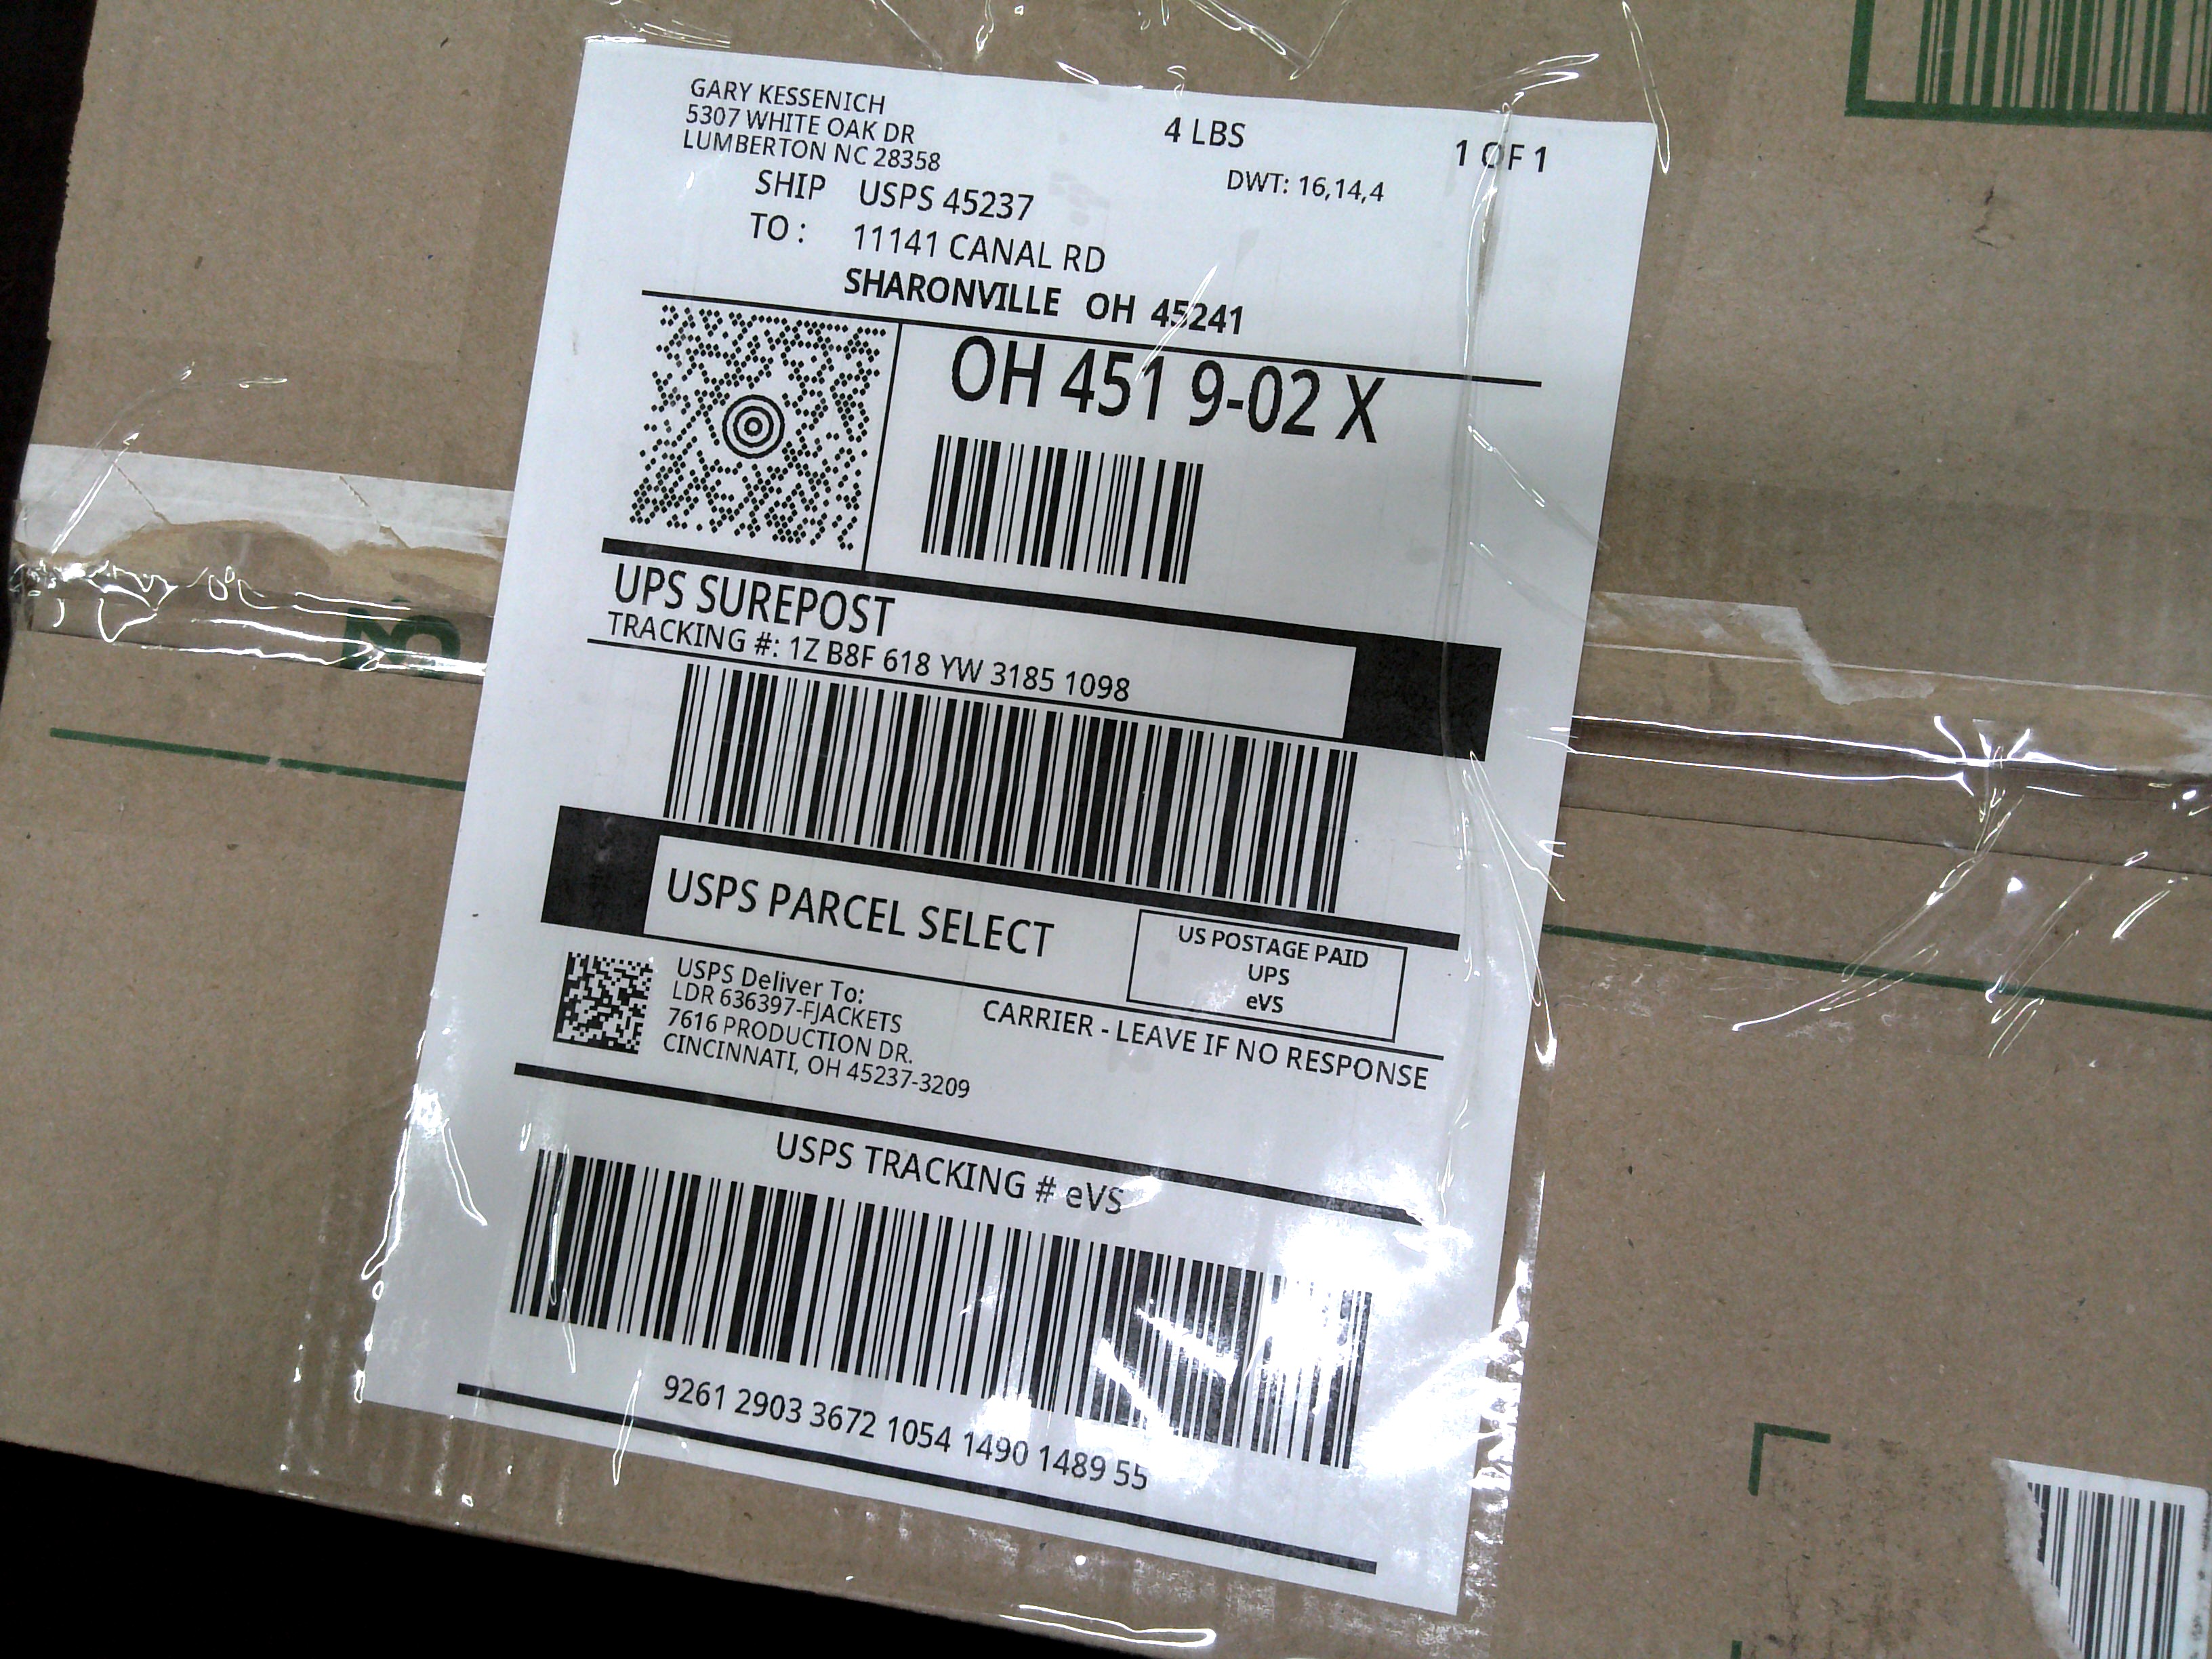 GARY KESSENICH
5307 WHITE OAK DR
LUMBERTON NC 28358
4 LBS
1 OF 1
DWT: 16,14,4
SHIP USPS 45237
TO : 11141 CANAL RD
SHARONVILLE OH 45241
OH 451 9-02 X
UPS SUREPOST
TRACKING #: 1Z B8F 618 YW 3185 1098
USPS PARCEL SELECT
US POSTAGE PAID
UPS
eVS
USPS Deliver To:
LDR 636397-FJACKETS
7616 PRODUCTION DR.
CINCINNATI, OH 45237-3209
CARRIER - LEAVE IF NO RESPONSE
USPS TRACKING # eVS
9261 2903 3672 1054 1490 1489 55